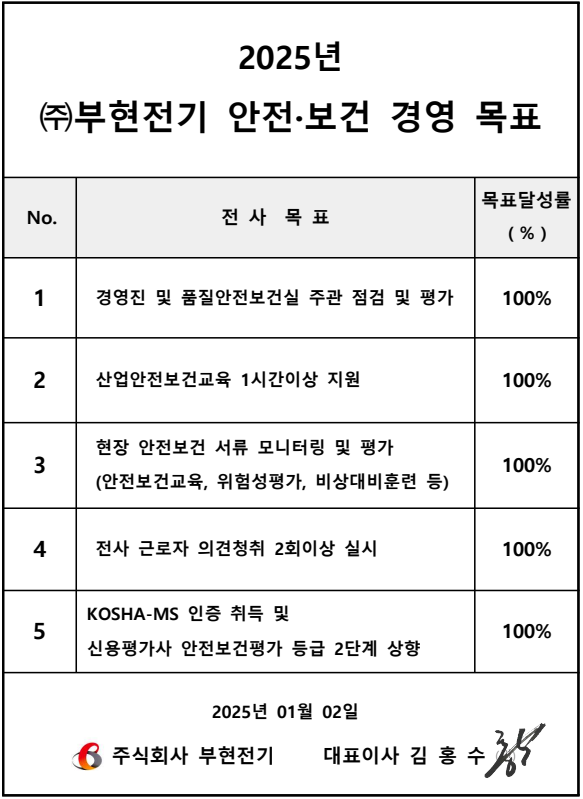 2025년
㈜부현전기 안전·보건 경영 목표
No.
전 사 목 표
목표달성률
( % )
1
경영진 및 품질안전보건실 주관 점검 및 평가
100%
2
산업안전보건교육 1시간이상 지원
100%
3
현장 안전보건 서류 모니터링 및 평가
(안전보건교육, 위험성평가, 비상대비훈련 등)
100%
4
전사 근로자 의견청취 2회이상 실시
100%
5
KOSHA-MS 인증 취득 및
신용평가사 안전보건평가 등급 2단계 상향
100%
2025년 01월 02일
주식회사 부현전기 대표이사 김 홍 수